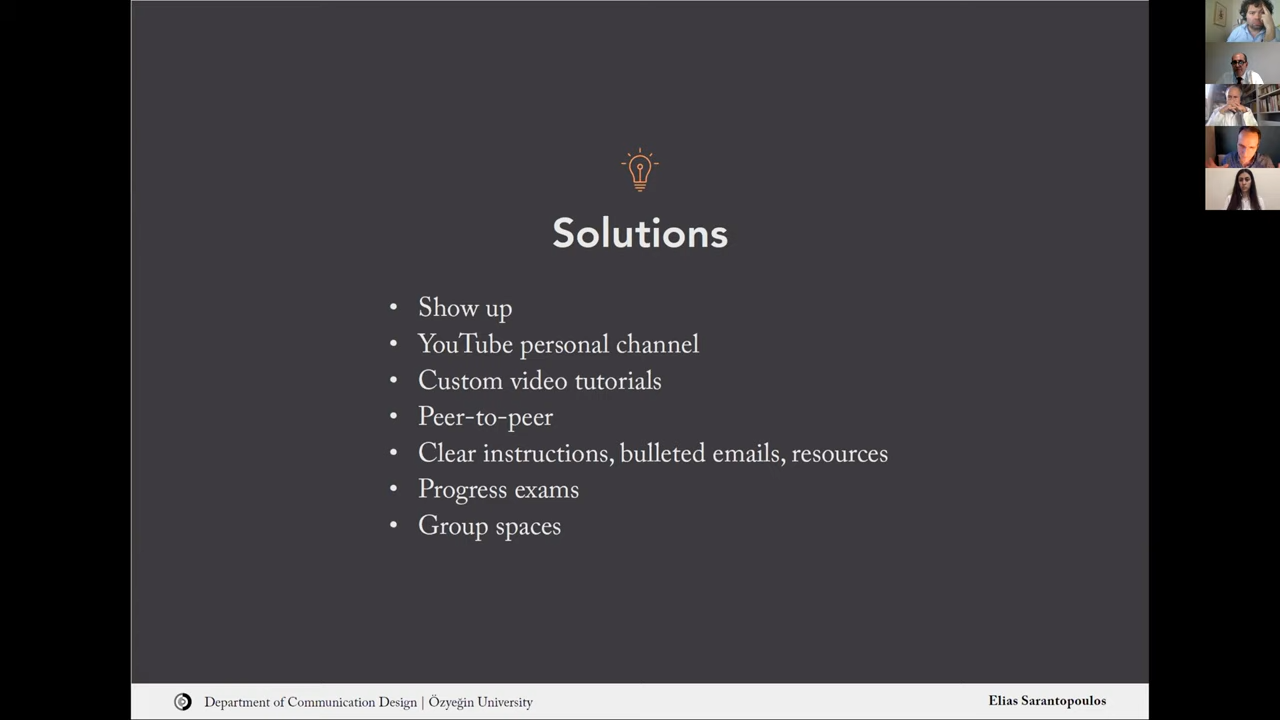 Solutions
• Show up
• YouTube personal channel
• Custom video tutorials
• Peer-to-peer
• Clear instructions, bulleted emails, resources
• Progress exams
• Group spaces
Department of Communication Design | Özyeğin University
Elias Sarantopoulos